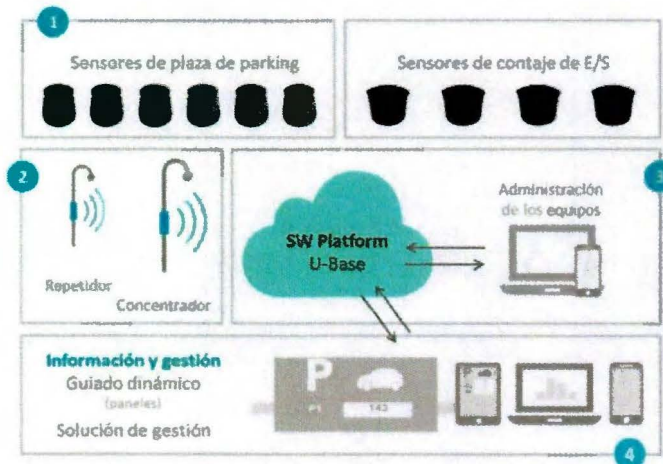 1
Sensores de plaza de parking
Sensores de contaje de E/S
2
Repetidor
Concentrador
3
SW Platform
U-Base
Administración
de los equipos
Información y gestión
Guiado dinámico
(paneles)
Solución de gestión
P
143
4